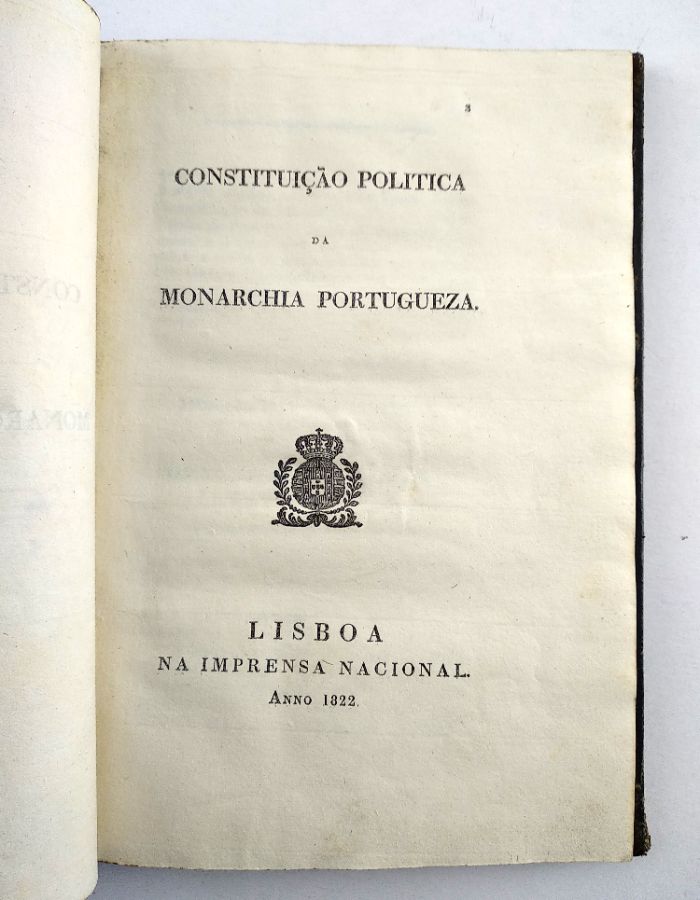 3
CONSTITUIÇÃO POLITICA
DA
MONARCHIA PORTUGUEZA.
LISBOA
NA IMPRENSA NACIONAL.
ANNO 1822.